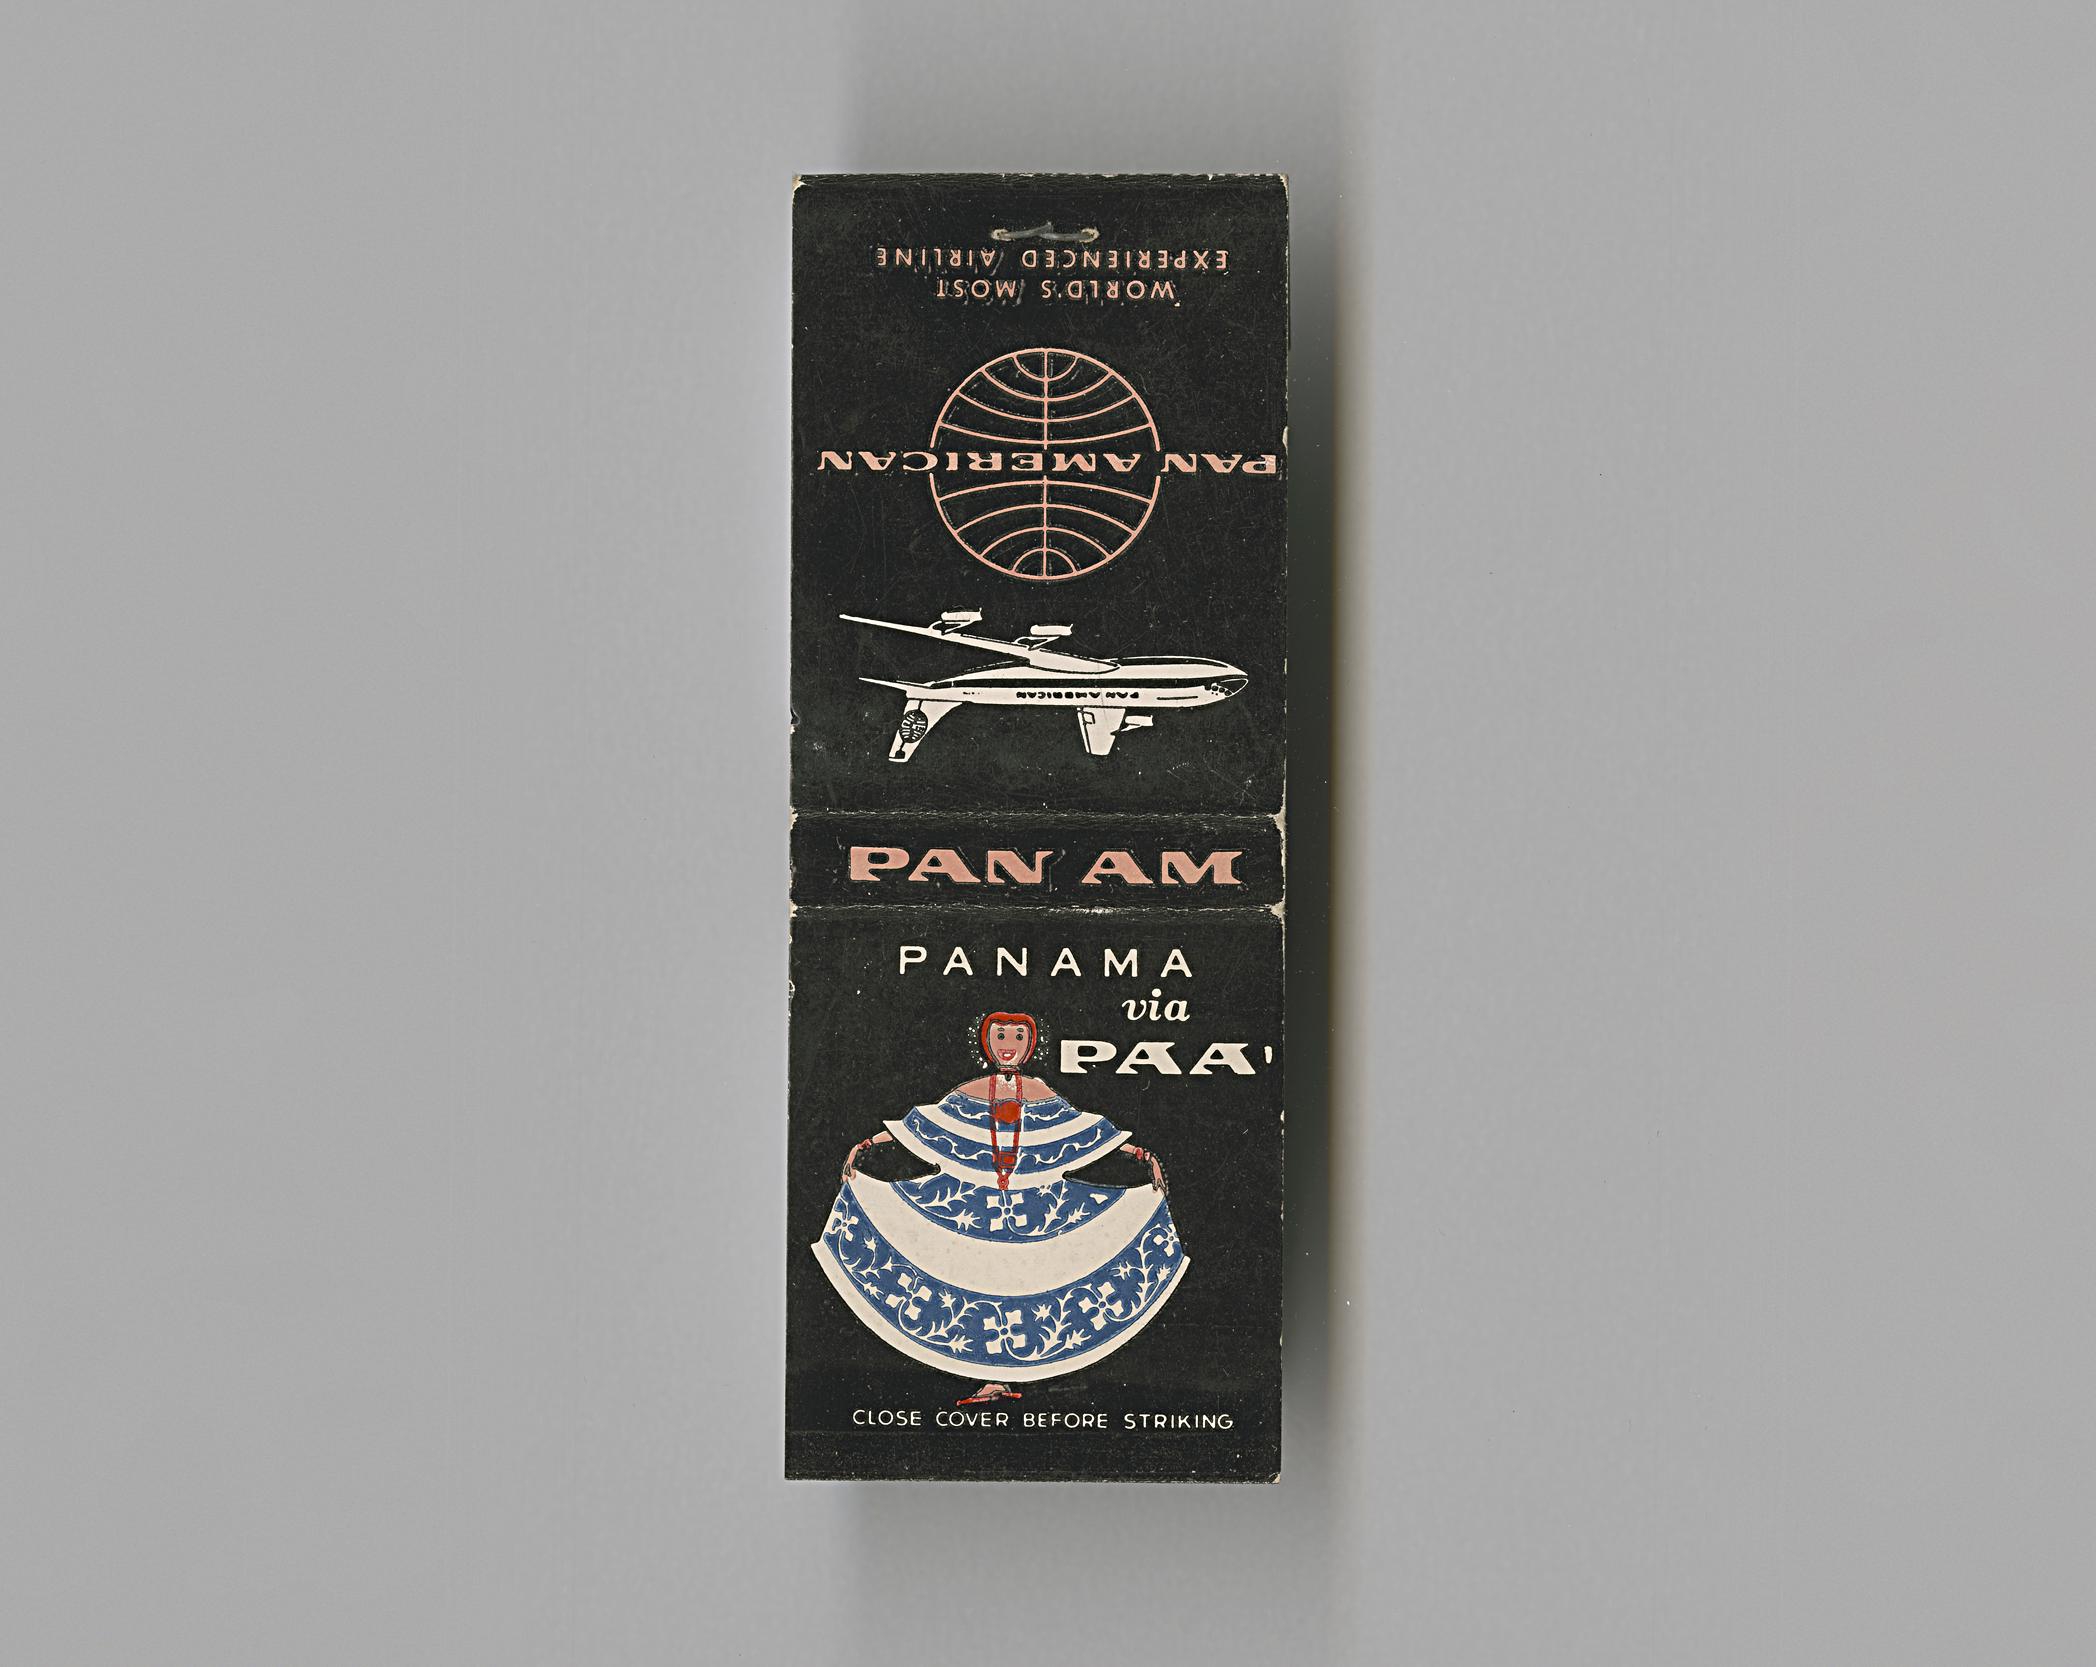 WORLD'S MOST
EXPERIENCED AIRLINE
PAN AMERICAN
PAN AMERICAN
PAN AM
PANAMA
via
PAA'
CLOSE COVER BEFORE STRIKING